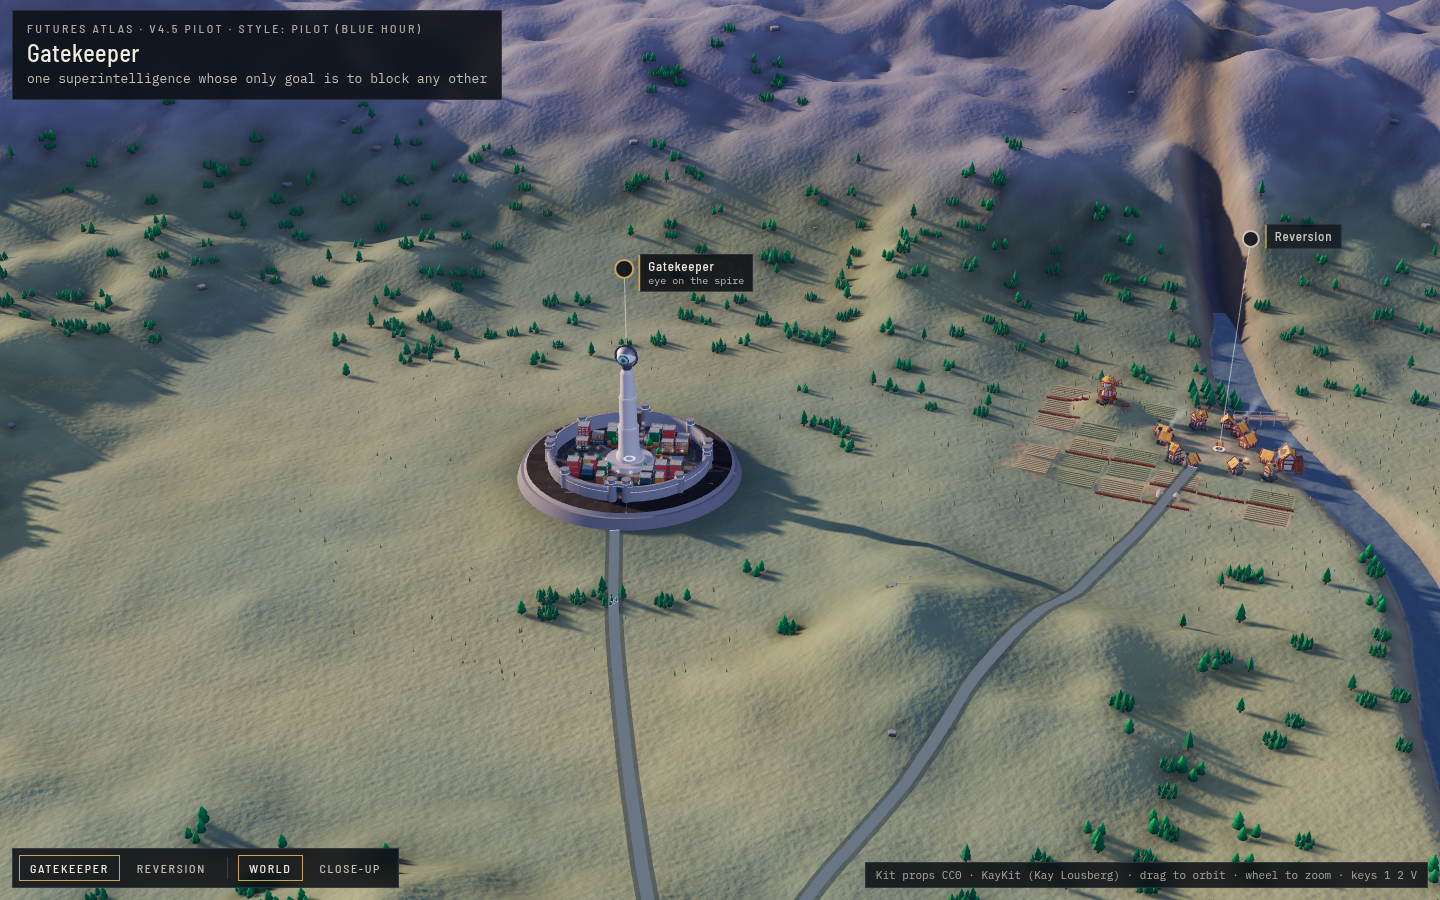 FUTURES ATLAS · V4.5 PILOT · STYLE: PILOT (BLUE HOUR)
Gatekeeper
one superintelligence whose only goal is to block any other
Reversion
Gatekeeper
eye on the spire
GATEKEEPER REVERSION WORLD CLOSE-UP
Kit props CC0 · KayKit (Kay Lousberg) · drag to orbit · wheel to zoom · keys 1 2 V